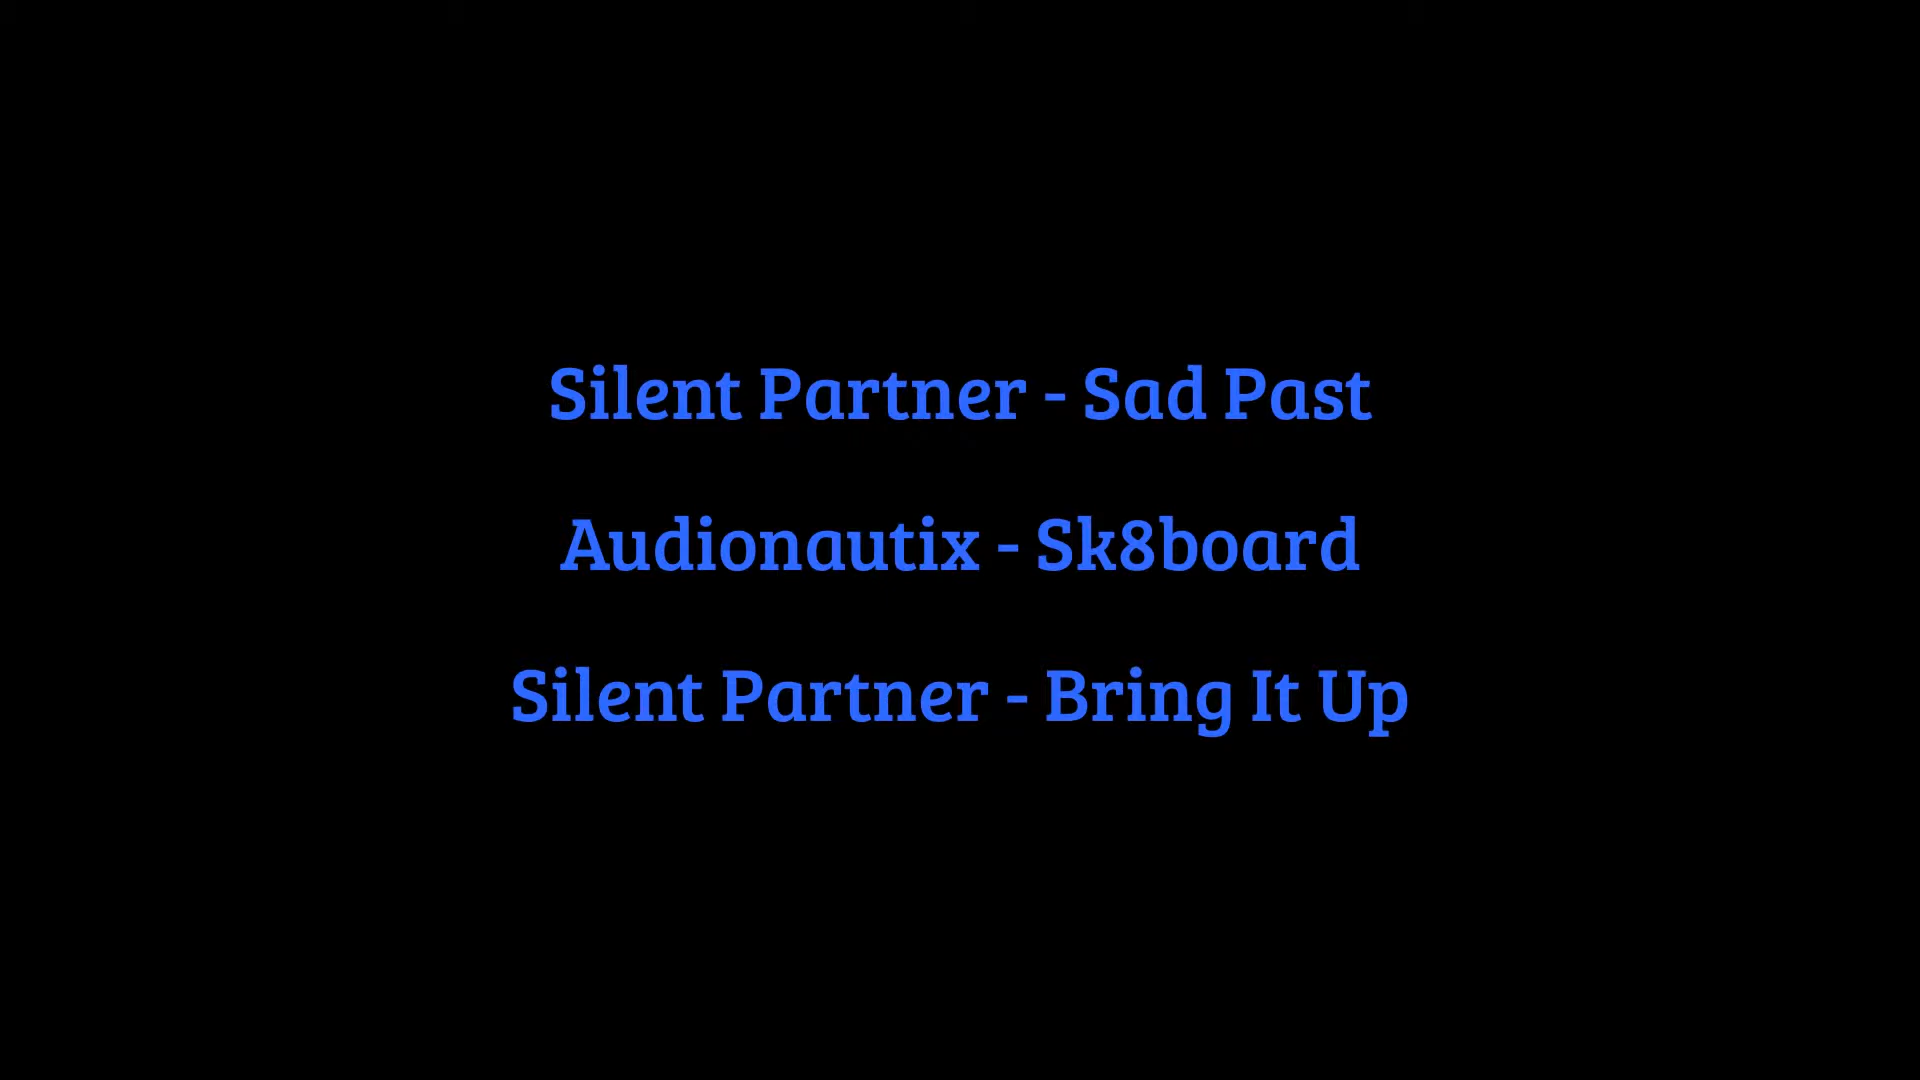 Silent Partner - Sad Past
Audionautix - Sk8board
Silent Partner - Bring It Up